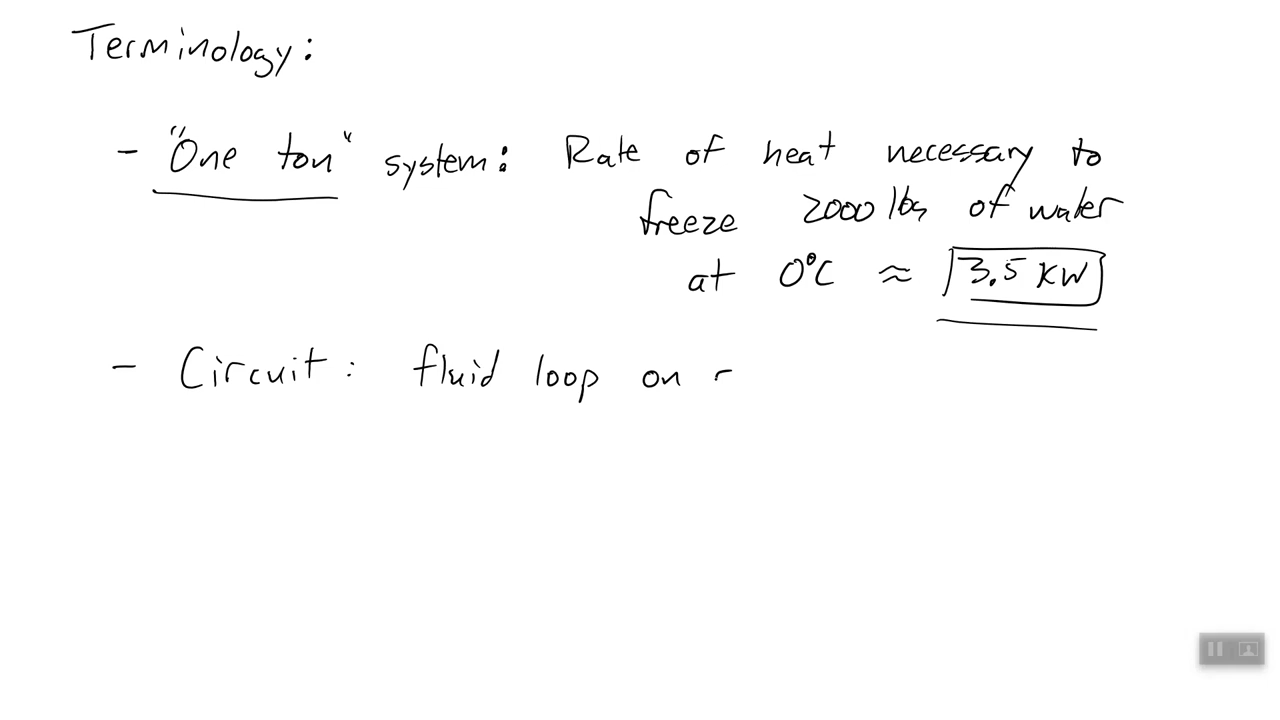 Terminology:
- "One ton" system: Rate of heat necessary to
freeze 2000 lbs of water
at 0°C ≈ 3.5 KW
- Circuit: fluid loop on